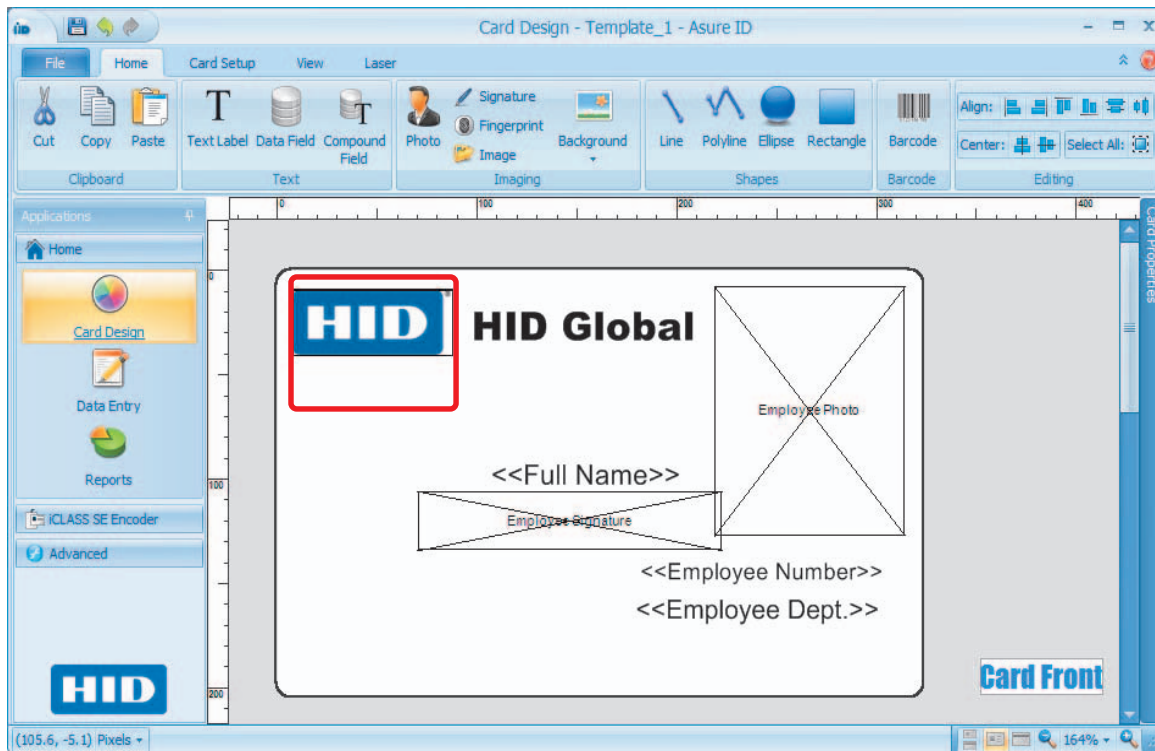 Card Design - Template_1 - Asure ID
File Home Card Setup View Laser
Cut Copy Paste
Clipboard
T Text Label Data Field T Compound Field
Text
Photo Signature Fingerprint Image Background
Imaging
Line Polyline Ellipse Rectangle
Shapes
Barcode
Barcode
Align:
Center: Select All:
Editing
Applications
Home
Card Design
Data Entry
Reports
iCLASS SE Encoder
Advanced
HID
0 100 200 300 400
0
100
200
HID HID Global
Employee Photo
<<Full Name>>
Employee Signature
<<Employee Number>>
<<Employee Dept.>>
Card Front
Card Properties
(105.6, -5.1) Pixels
164%